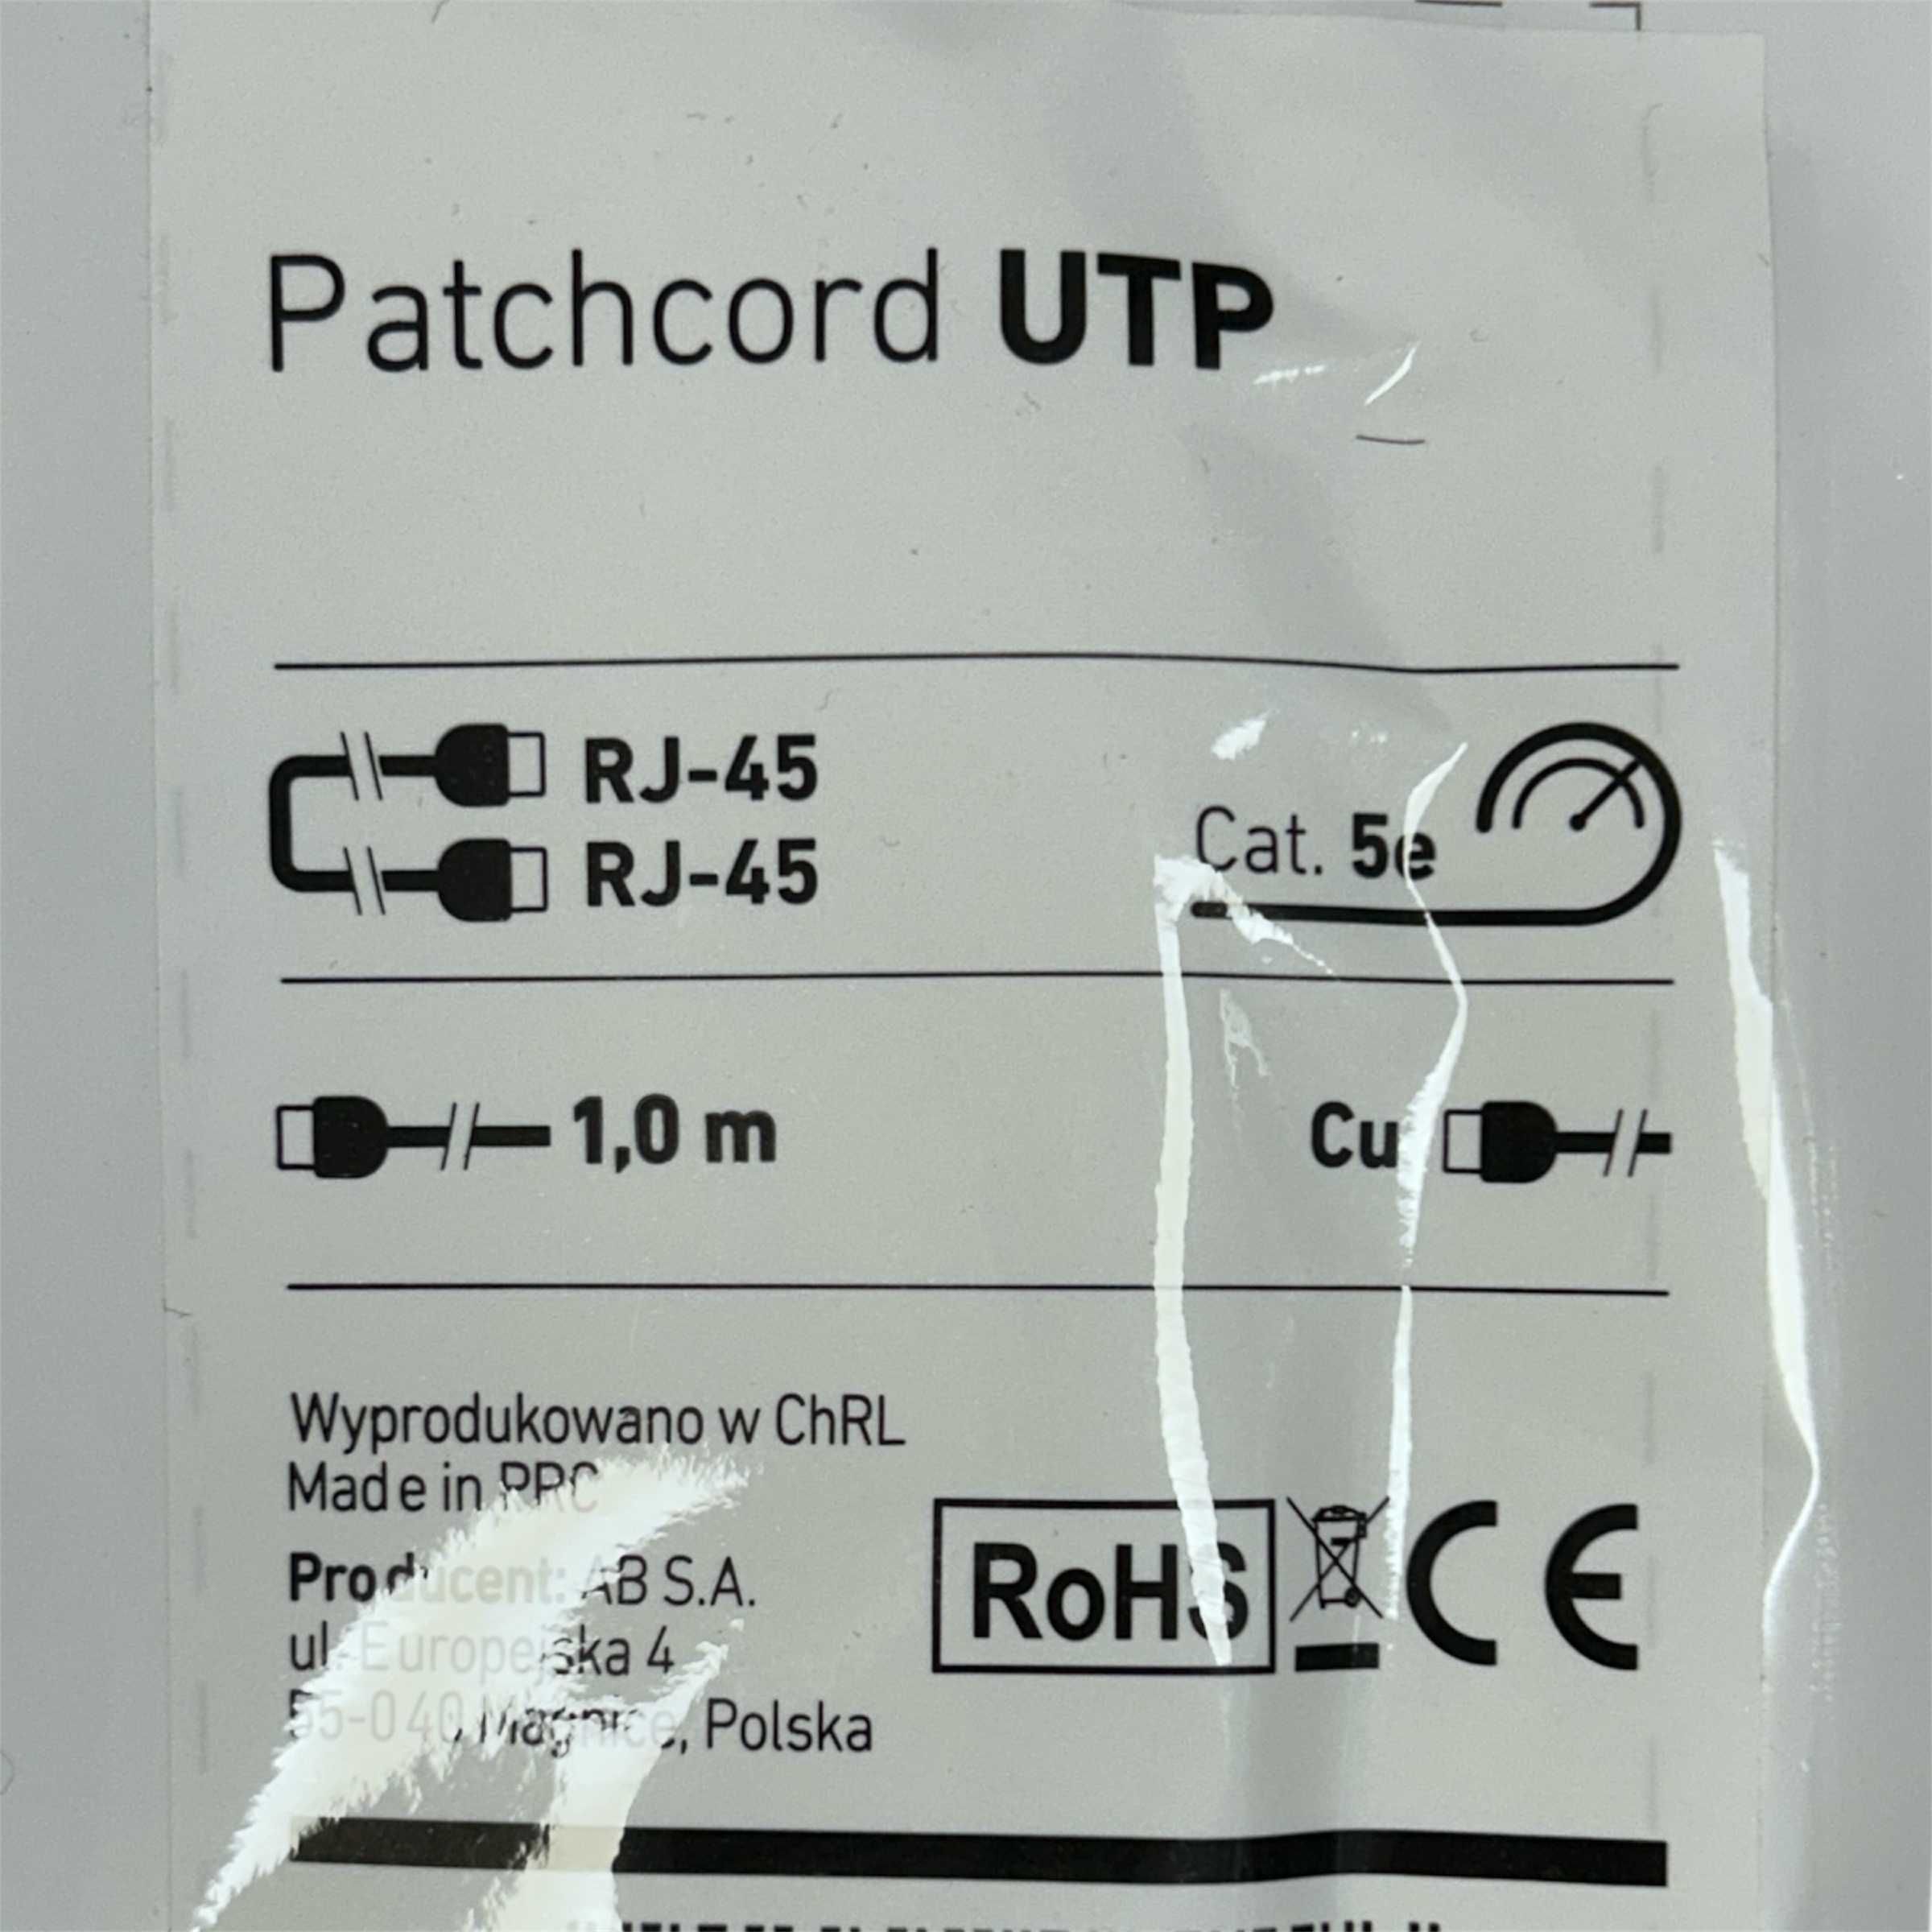 Patchcord UTP
RJ-45
RJ-45
Cat. 5e
1,0 m
Cu
Wyprodukowano w ChRL
Made in PRC
Producent: AB S.A.
ul. Europejska 4
55-040 Magnice, Polska
RoHS
CE